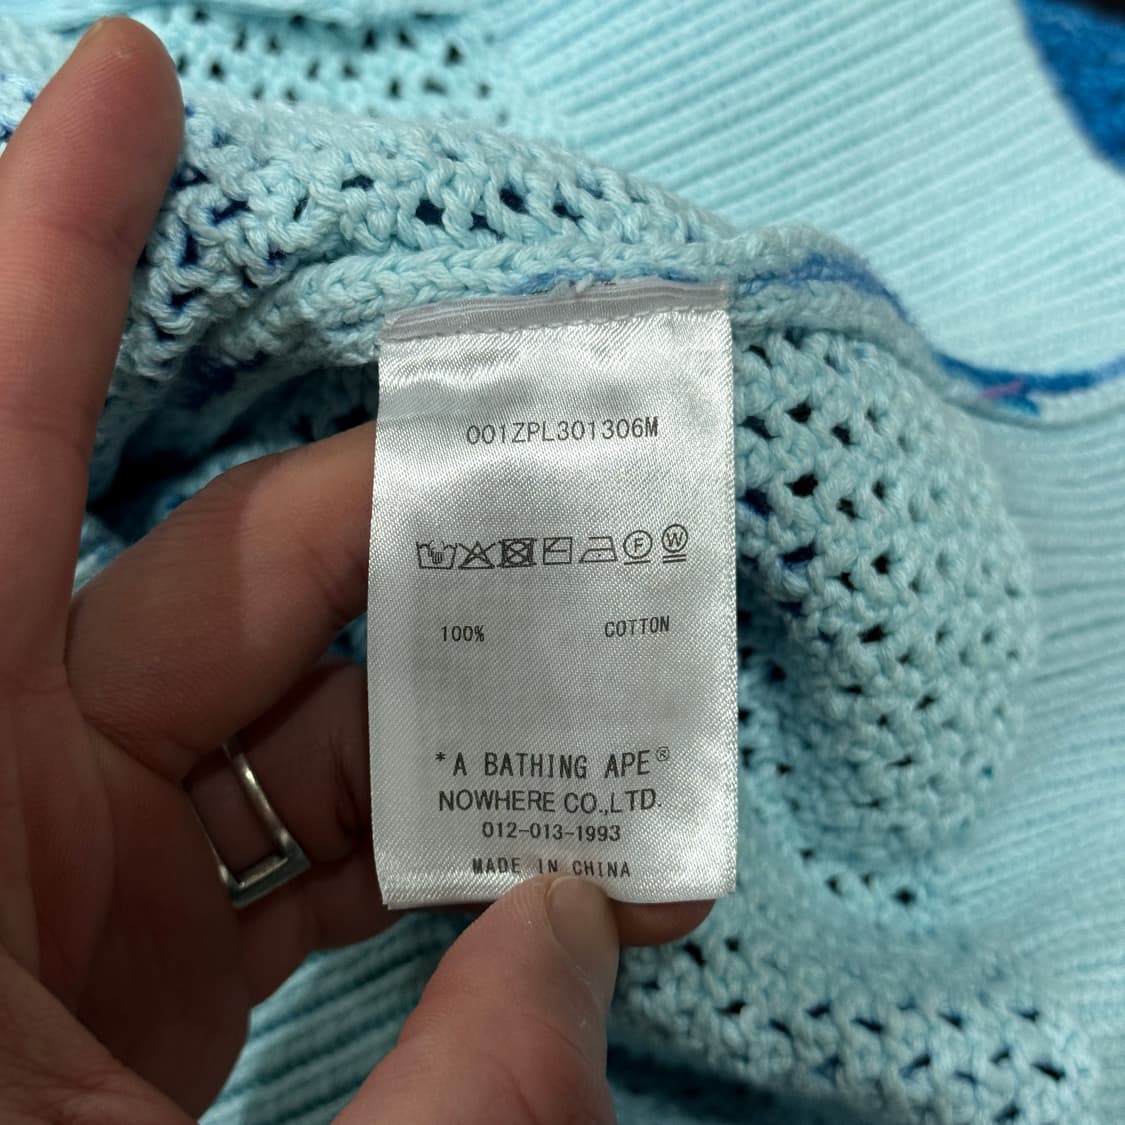 001ZPL301306M
F W
100% COTTON
*A BATHING APE®
NOWHERE CO.,LTD.
012-013-1993
MADE IN CHINA